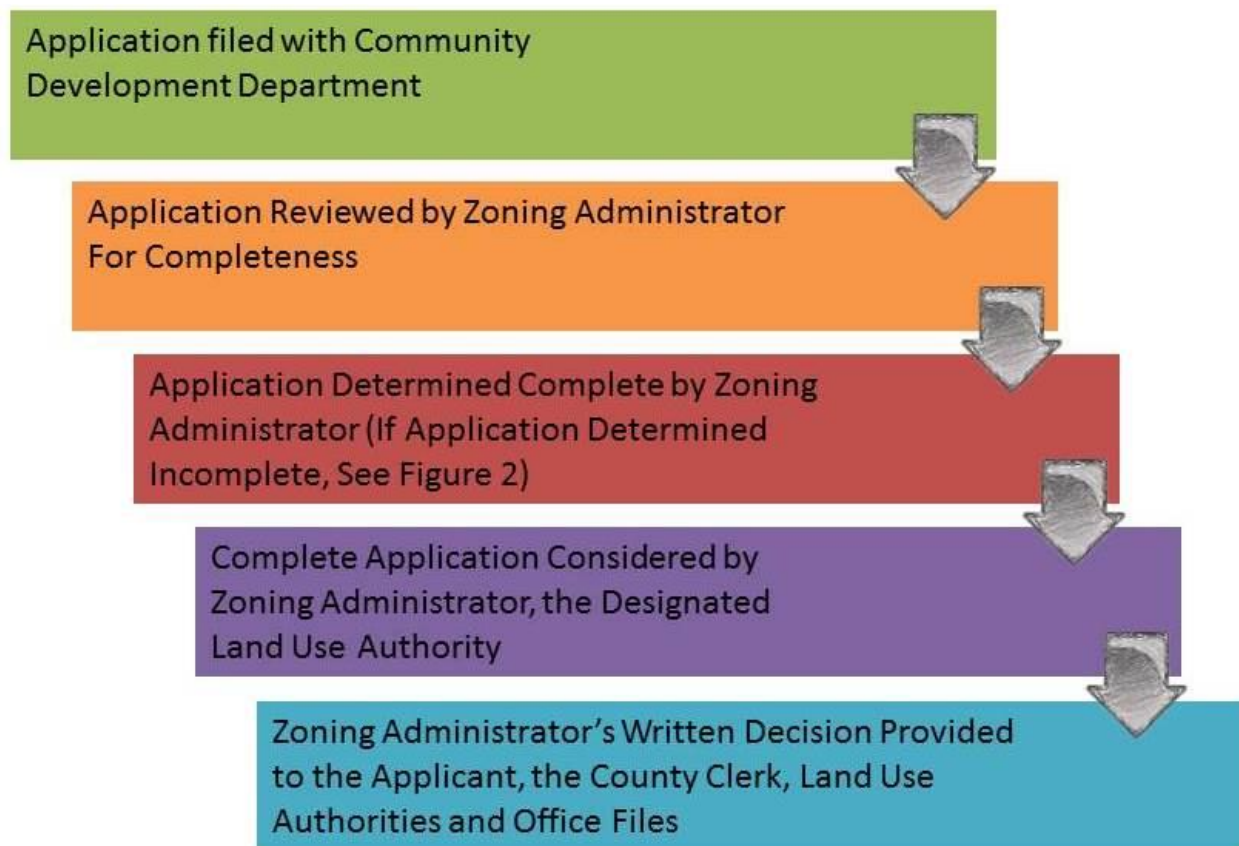 Application filed with Community
Development Department
Application Reviewed by Zoning Administrator
For Completeness
Application Determined Complete by Zoning
Administrator (If Application Determined
Incomplete, See Figure 2)
Complete Application Considered by
Zoning Administrator, the Designated
Land Use Authority
Zoning Administrator’s Written Decision Provided
to the Applicant, the County Clerk, Land Use
Authorities and Office Files